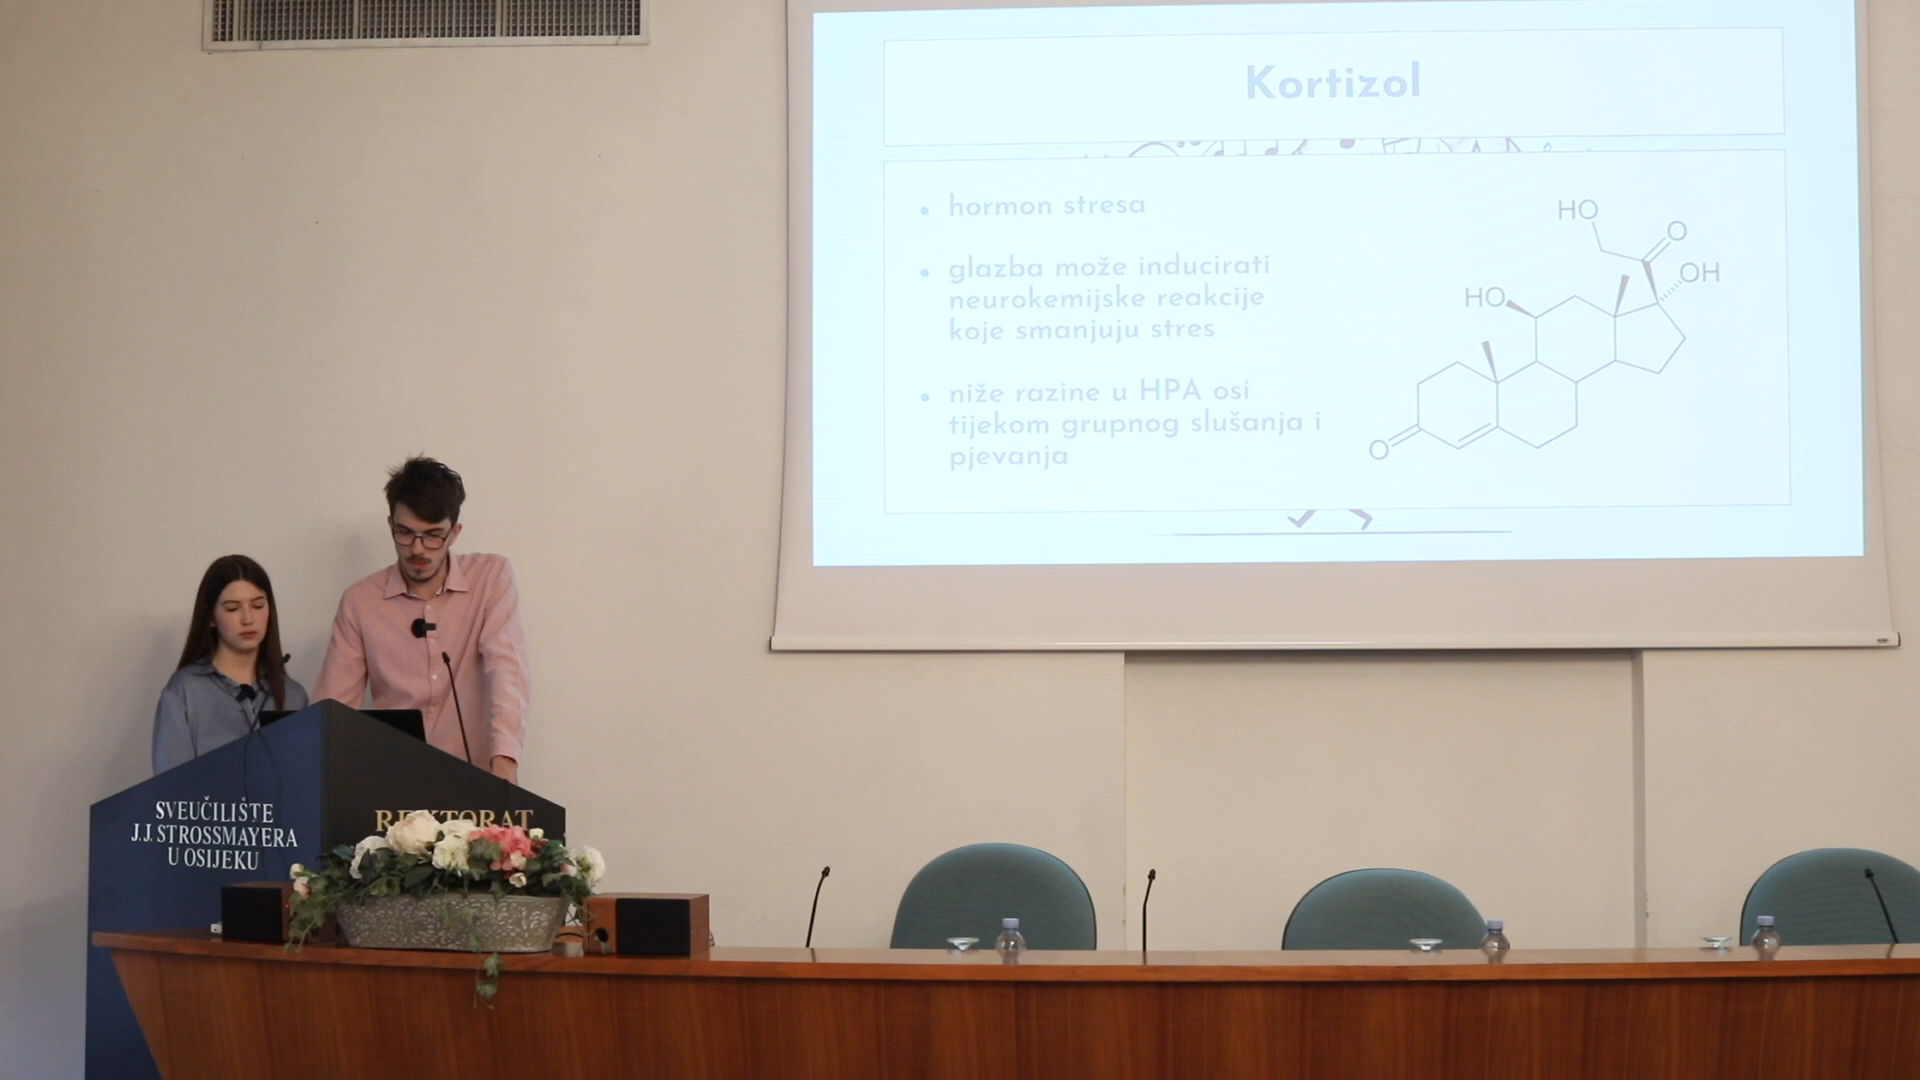 Kortizol
• hormon stresa
• glazba može inducirati
neurokemijske reakcije
koje smanjuju stres
• niže razine u HPA osi
tijekom grupnog slušanja i
pjevanja
HO
O
OH
HO
O
SVEUČILIŠTE
J.J. STROSSMAYERA
U OSIJEKU
REKTORAT